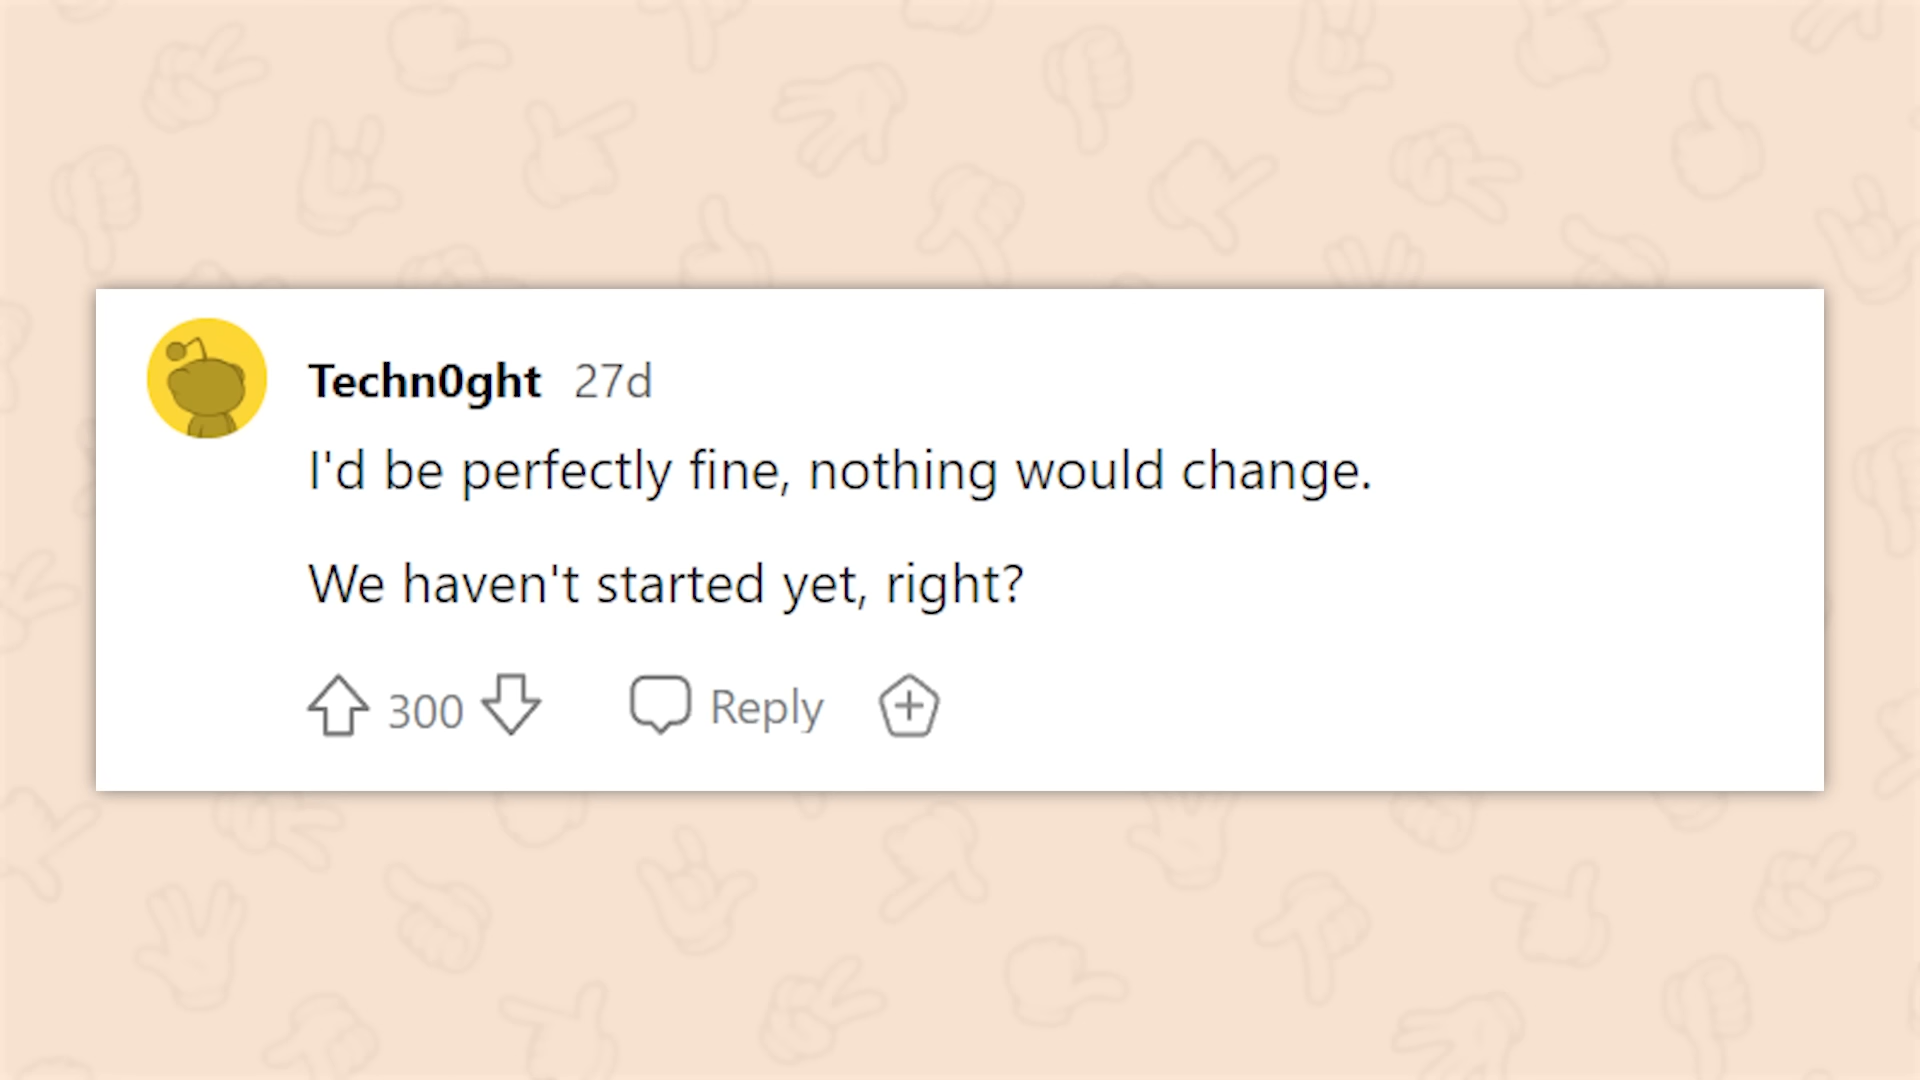 Techn0ght 27d
I'd be perfectly fine, nothing would change.
We haven't started yet, right?
300 Reply